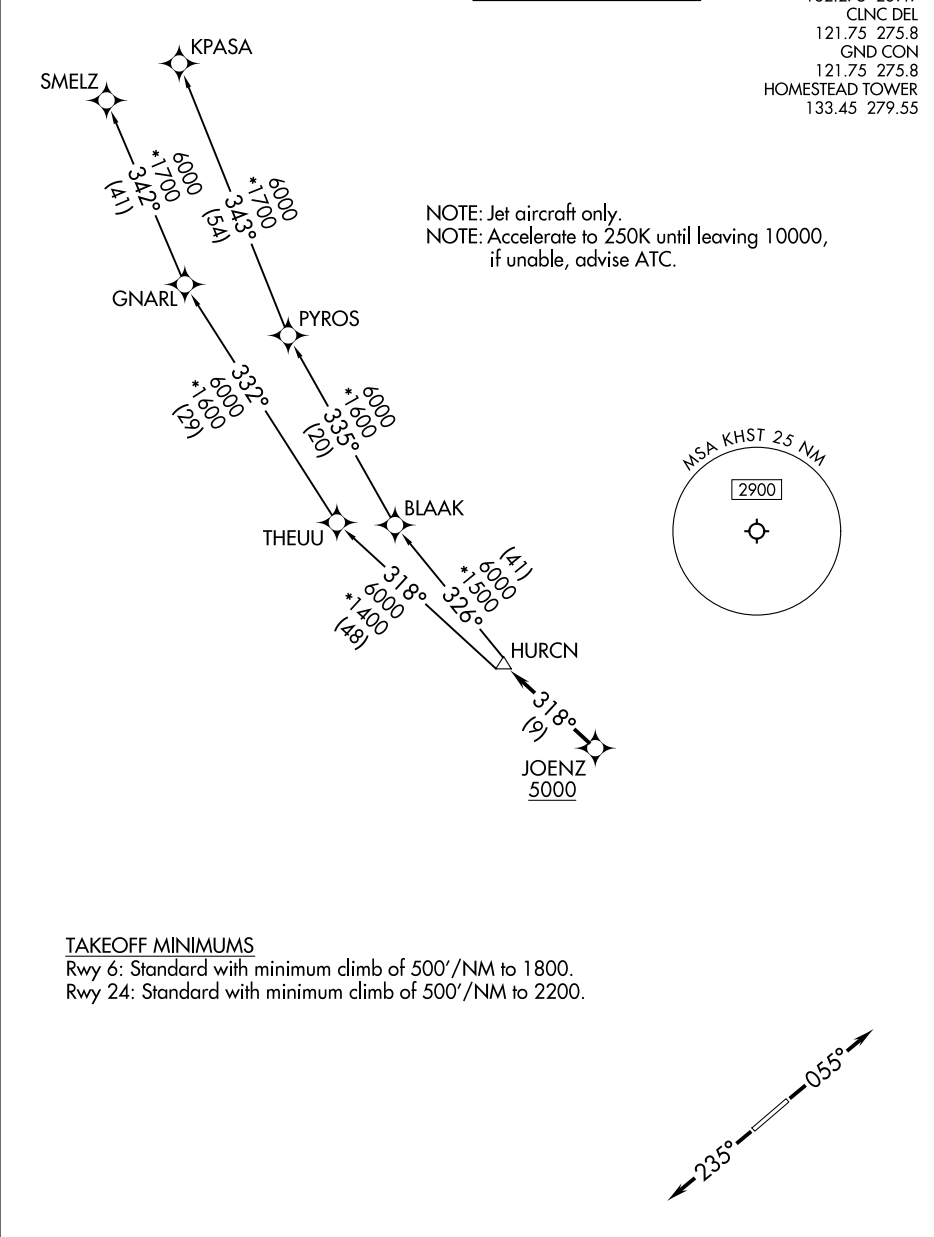 CLNC DEL
121.75 275.8
GND CON
121.75 275.8
HOMESTEAD TOWER
133.45 279.55
KPASA
SMELZ
6000
*1700
342°
(41)
6000
*1700
343°
(54)
NOTE: Jet aircraft only.
NOTE: Accelerate to 250K until leaving 10000,
if unable, advise ATC.
GNARL
PYROS
332°
6000
*1600
(29)
6000
*1600
335°
(20)
MSA KHST 25 NM
2900
BLAAK
THEUU
318°
6000
*1400
(48)
(41)
6000
*1500
326°
HURCN
318°
(9)
JOENZ
5000
TAKEOFF MINIMUMS
Rwy 6: Standard with minimum climb of 500'/NM to 1800.
Rwy 24: Standard with minimum climb of 500'/NM to 2200.
055°
235°